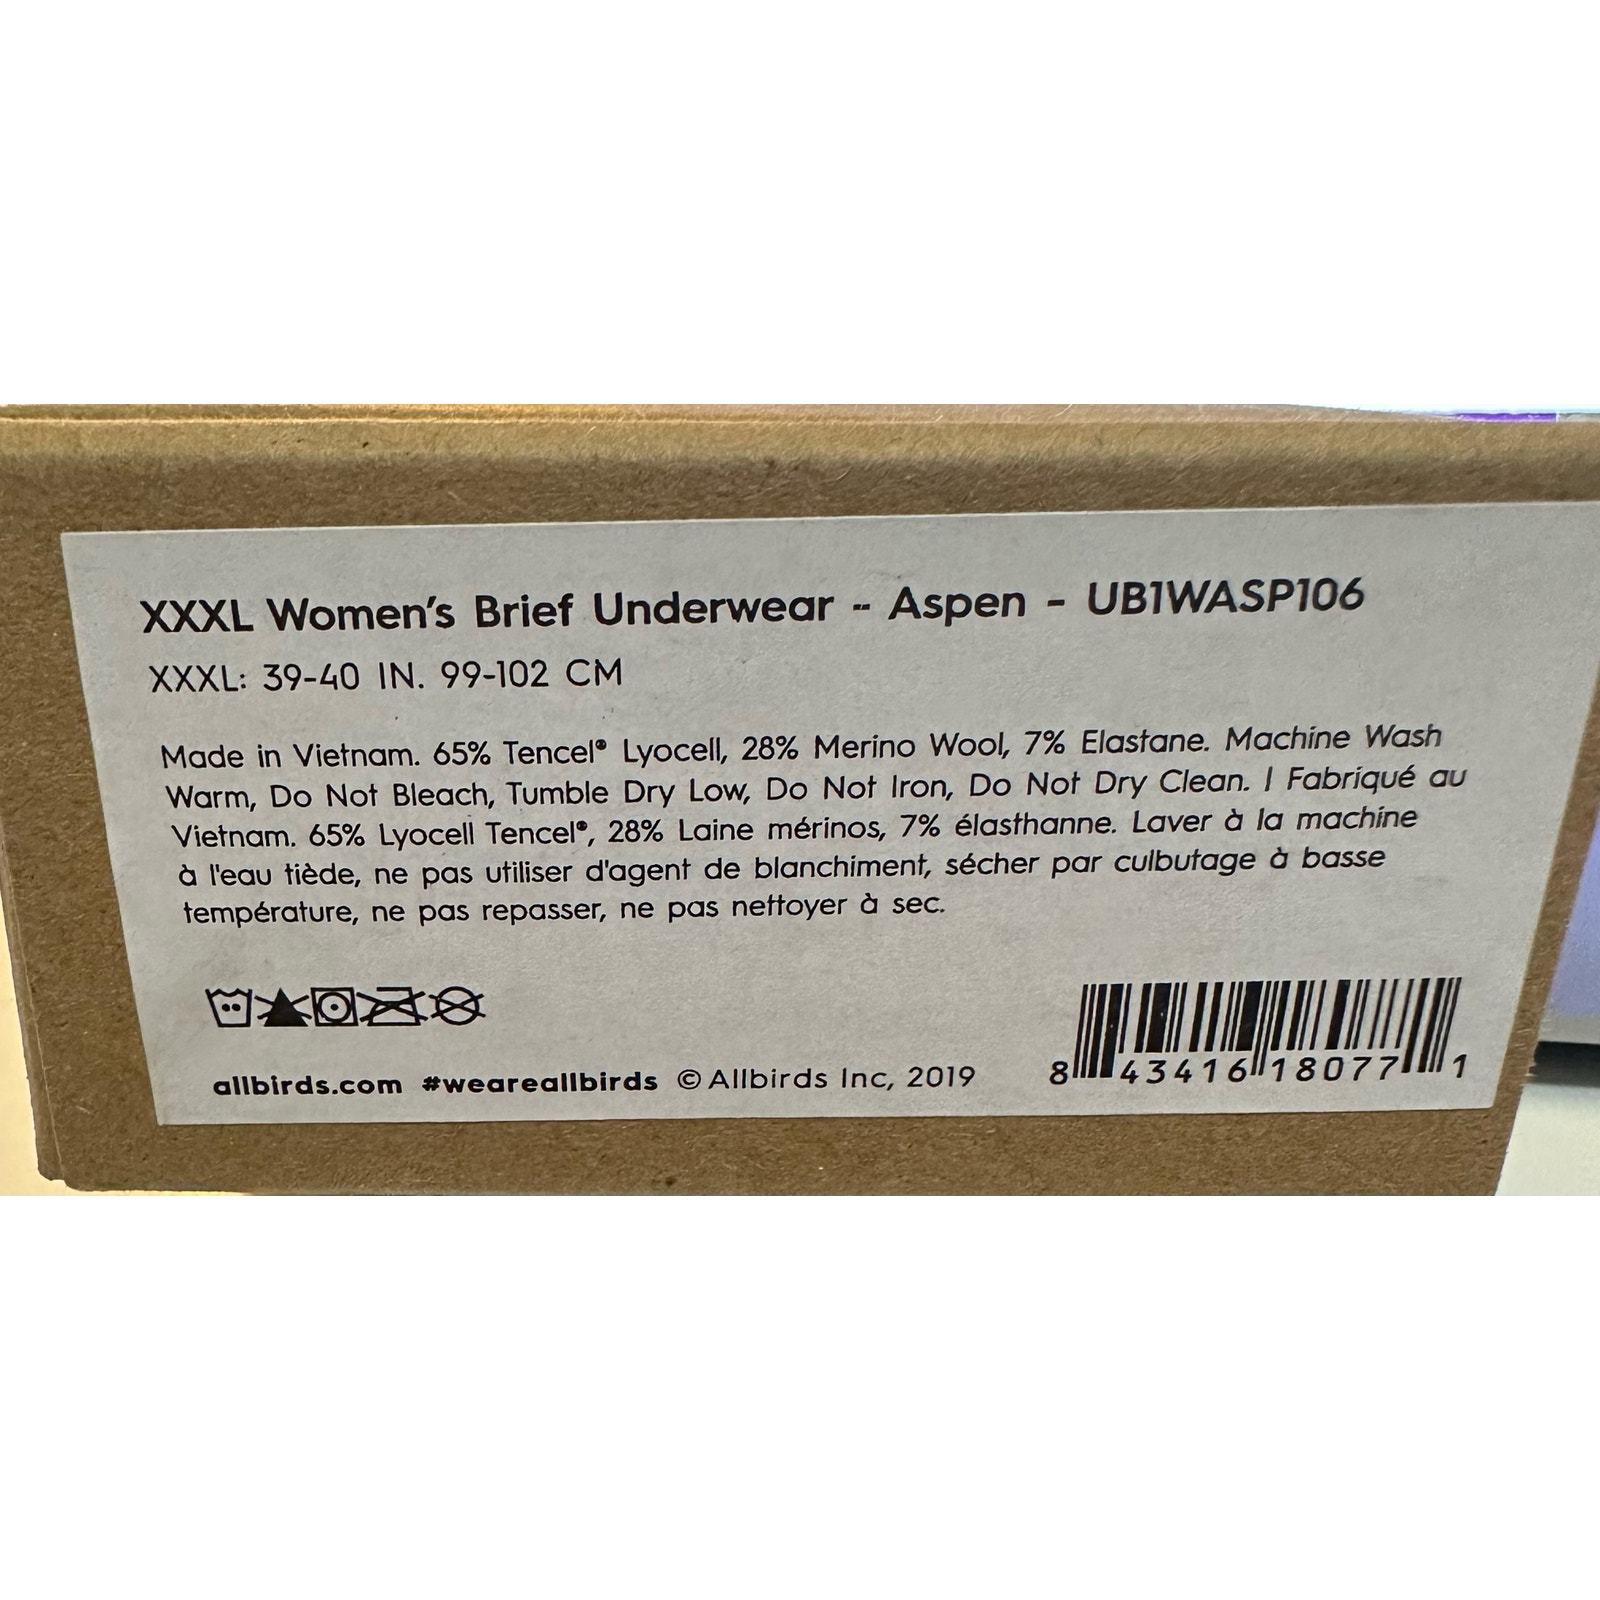 XXXL Women's Brief Underwear -- Aspen - UB1WASP106
XXXL: 39-40 IN. 99-102 CM
Made in Vietnam. 65% Tencel® Lyocell, 28% Merino Wool, 7% Elastane. Machine Wash
Warm, Do Not Bleach, Tumble Dry Low, Do Not Iron, Do Not Dry Clean. | Fabriqué au
Vietnam. 65% Lyocell Tencel®, 28% Laine mérinos, 7% élasthanne. Laver à la machine
à l'eau tiède, ne pas utiliser d'agent de blanchiment, sécher par culbutage à basse
température, ne pas repasser, ne pas nettoyer à sec.
allbirds.com #weareallbirds © Allbirds Inc, 2019
8 43416 18077 1